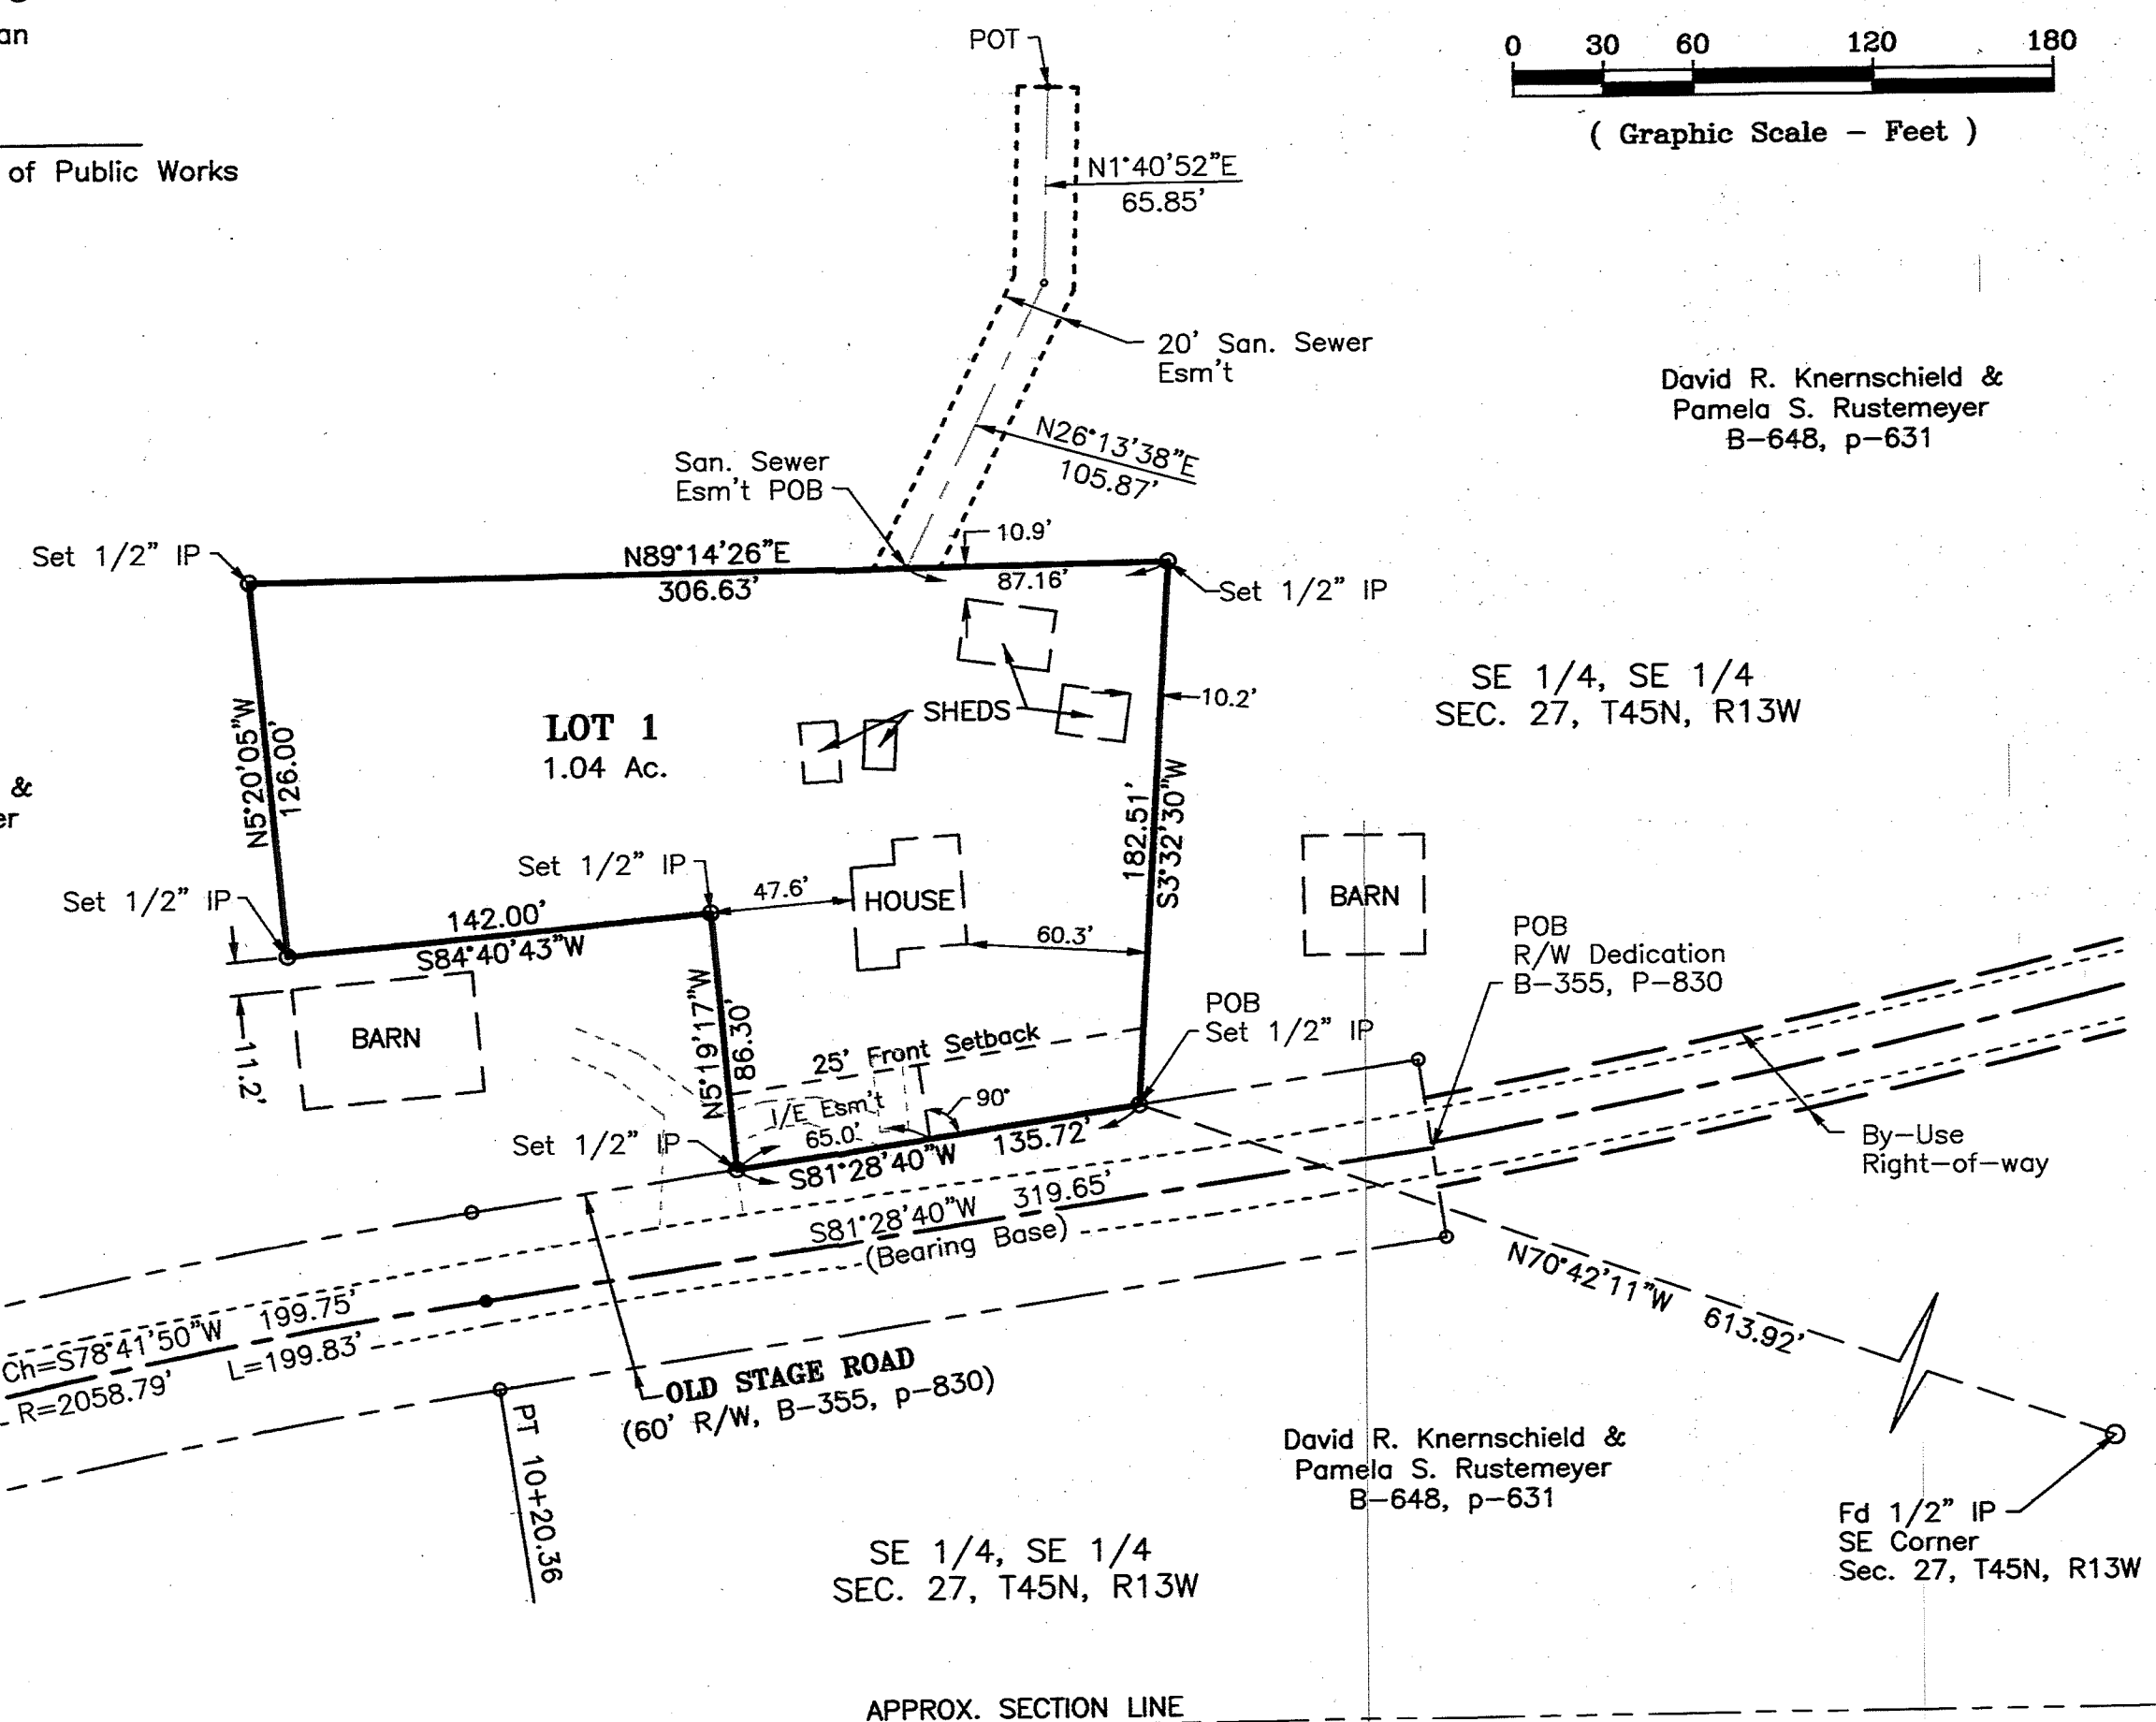 an
of Public Works
POT
0 30 60 120 180
( Graphic Scale – Feet )
N1°40'52"E
65.85'
20' San. Sewer
Esm't
David R. Knernschield &
Pamela S. Rustemeyer
B–648, p–631
N26°13'38"E
105.87'
San. Sewer
Esm't POB
10.9'
Set 1/2" IP
N89°14'26"E
306.63'
87.16'
Set 1/2" IP
SE 1/4, SE 1/4
SEC. 27, T45N, R13W
10.2'
SHEDS
LOT 1
1.04 Ac.
N5°20'05"W
126.00'
&
er
182.51'
S3°32'30"W
Set 1/2" IP
47.6'
HOUSE
BARN
Set 1/2" IP
142.00'
S84°40'43"W
60.3'
POB
R/W Dedication
B–355, P–830
POB
Set 1/2" IP
BARN
11.2'
N5°19'17"W
86.30'
25' Front Setback
I/E Esm't
90°
65.0'
Set 1/2" IP
S81°28'40"W 135.72'
By–Use
Right–of–way
S81°28'40"W 319.65'
(Bearing Base)
N70°42'11"W 613.92'
Ch=S78°41'50"W 199.75'
L=199.83'
R=2058.79'
OLD STAGE ROAD
(60' R/W, B–355, p–830)
PT 10+20.36
David R. Knernschield &
Pamela S. Rustemeyer
B–648, p–631
Fd 1/2" IP
SE Corner
Sec. 27, T45N, R13W
SE 1/4, SE 1/4
SEC. 27, T45N, R13W
APPROX. SECTION LINE